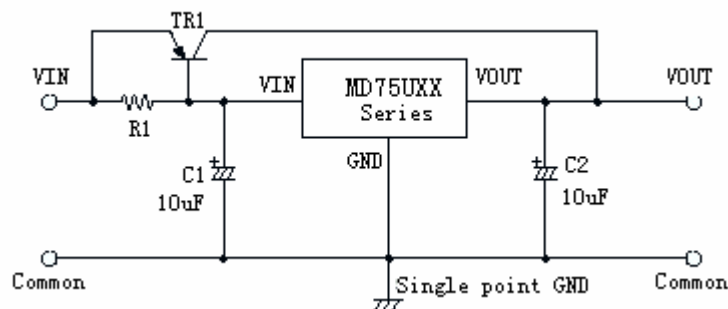 TR1
VIN
R1
VIN
MD75UXX
Series
VOUT
VOUT
GND
+
C1
10uF
+
C2
10uF
Common
Single point GND
Common